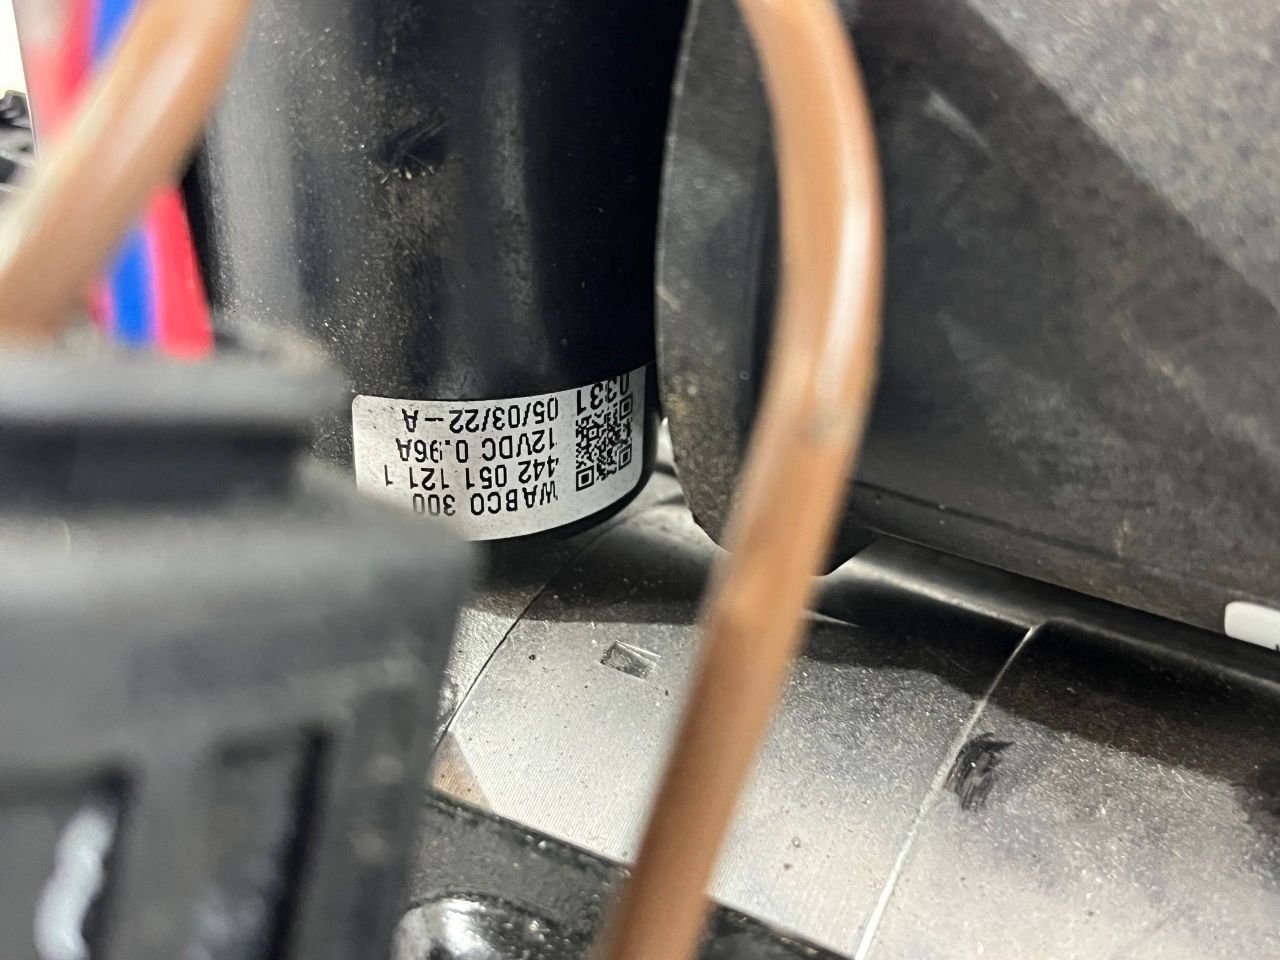 WABCO 300
442 051 121 1
12VDC 0.96A
05/03/22-A
0331